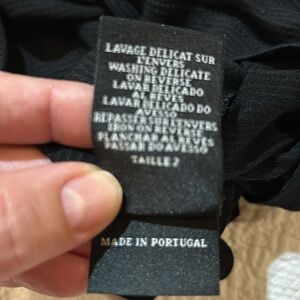 LAVAGE DELICAT SUR
L'ENVERS
WASHING DELICATE
ON REVERSE
LAVAR DELICADO
AL REVES
LAVAR DELICADO DO
AVESSO
REPASSER SUR L'ENVERS
IRON ON REVERSE
PLANCHAR AL REVES
PASSAR DO AVESSO
TAILLE 2
MADE IN PORTUGAL